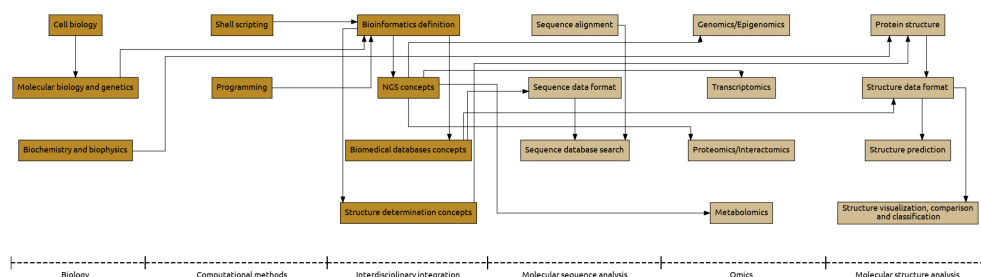 Cell biology
Shell scripting
Bioinformatics definition
Sequence alignment
Genomics/Epigenomics
Protein structure
Molecular biology and genetics
Programming
NGS concepts
Sequence data format
Transcriptomics
Structure data format
Biochemistry and biophysics
Biomedical databases concepts
Sequence database search
Proteomics/Interactomics
Structure prediction
Structure determination concepts
Metabolomics
Structure visualization, comparison
and classification
Biology
Computational methods
Interdisciplinary integration
Molecular sequence analysis
Omics
Molecular structure analysis